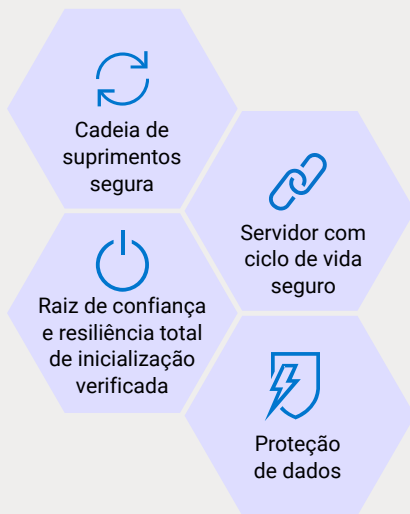 Cadeia de
suprimentos
segura
Servidor com
ciclo de vida
seguro
Raiz de confiança
e resiliência total
de inicialização
verificada
Proteção
de dados